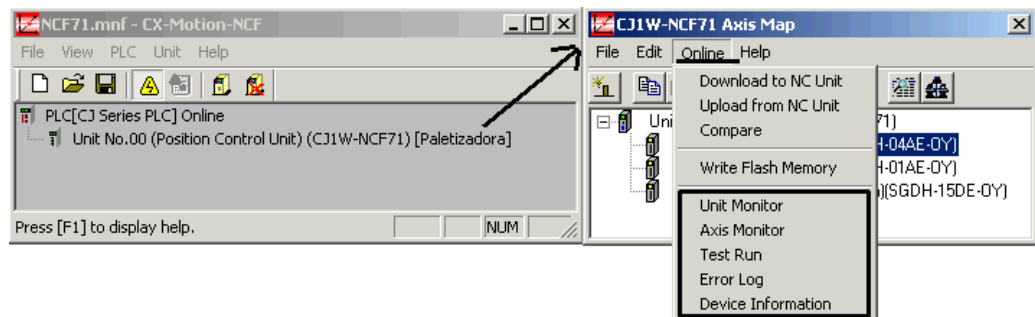 NCF71.mnf - CX-Motion-NCF
File View PLC Unit Help
PLC[CJ Series PLC] Online
Unit No.00 (Position Control Unit) (CJ1W-NCF71) [Paletizadora]
Press [F1] to display help.
NUM
CJ1W-NCF71 Axis Map
File Edit Online Help
Download to NC Unit
Upload from NC Unit
Compare
Write Flash Memory
Unit Monitor
Axis Monitor
Test Run
Error Log
Device Information
Uni
71)
H-04AE-OY)
H-01AE-OY)
)(SGDH-15DE-OY)